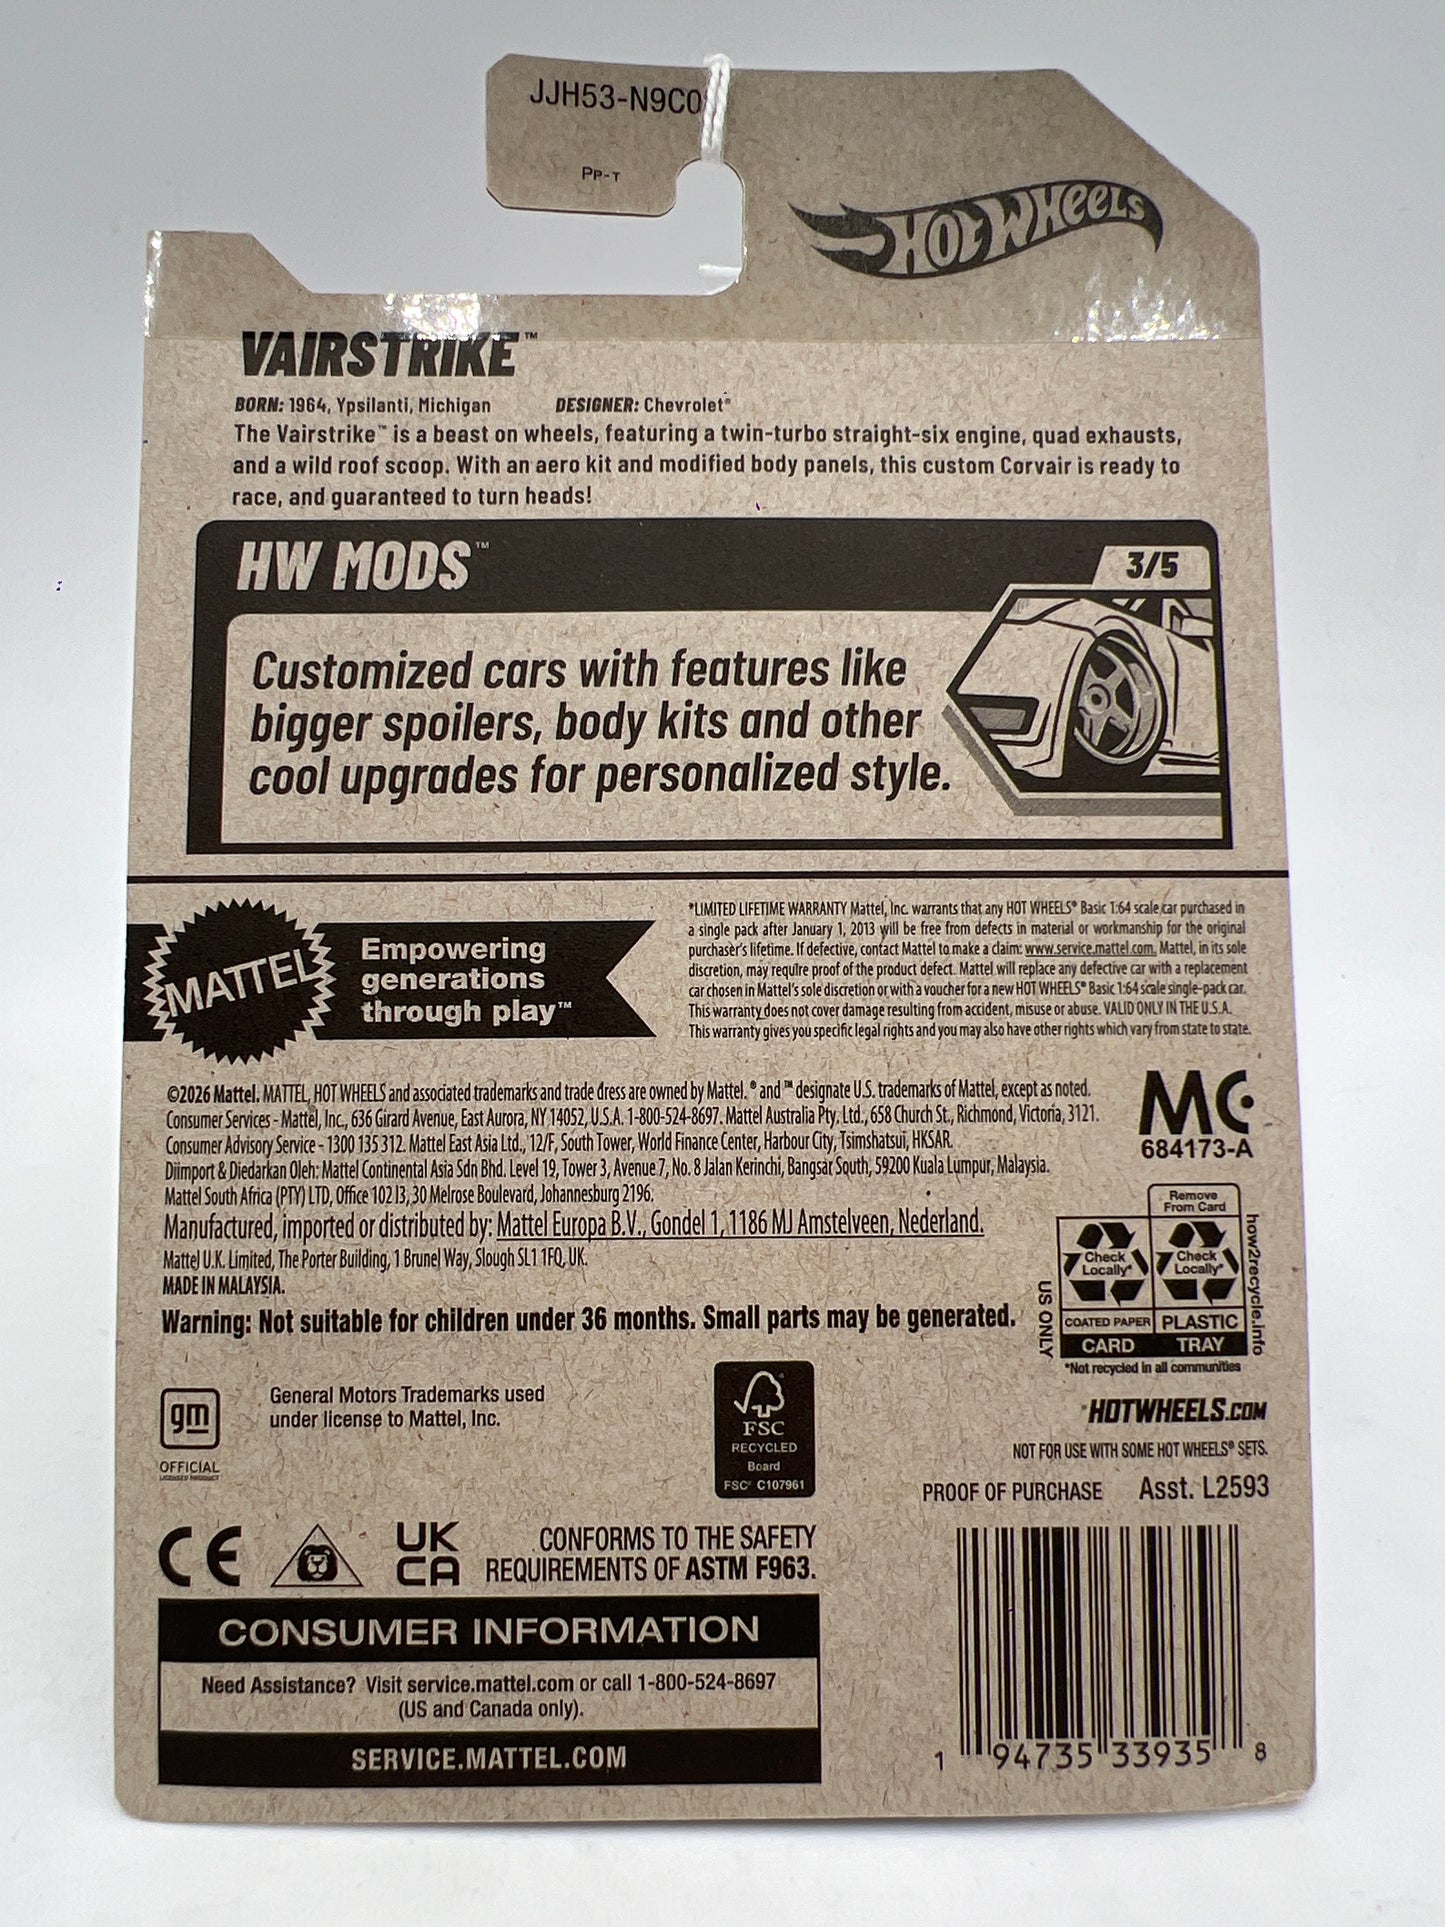 JJH53-N9C0
PP-T
HOT WHEELS
VAIRSTRIKE™
BORN: 1964, Ypsilanti, Michigan DESIGNER: Chevrolet®
The Vairstrike™ is a beast on wheels, featuring a twin-turbo straight-six engine, quad exhausts,
and a wild roof scoop. With an aero kit and modified body panels, this custom Corvair is ready to
race, and guaranteed to turn heads!
HW MODS™
3/5
Customized cars with features like
bigger spoilers, body kits and other
cool upgrades for personalized style.
MATTEL
Empowering
generations
through play™
*LIMITED LIFETIME WARRANTY Mattel, Inc. warrants that any HOT WHEELS® Basic 1:64 scale car purchased in
a single pack after January 1, 2013 will be free from defects in material or workmanship for the original
purchaser's lifetime. If defective, contact Mattel to make a claim: www.service.mattel.com. Mattel, in its sole
discretion, may require proof of the product defect. Mattel will replace any defective car with a replacement
car chosen in Mattel's sole discretion or with a voucher for a new HOT WHEELS® Basic 1:64 scale single-pack car.
This warranty does not cover damage resulting from accident, misuse or abuse. VALID ONLY IN THE U.S.A.
This warranty gives you specific legal rights and you may also have other rights which vary from state to state.
©2026 Mattel. MATTEL, HOT WHEELS and associated trademarks and trade dress are owned by Mattel. ® and ™ designate U.S. trademarks of Mattel, except as noted.
Consumer Services - Mattel, Inc., 636 Girard Avenue, East Aurora, NY 14052, U.S.A. 1-800-524-8697. Mattel Australia Pty. Ltd., 658 Church St., Richmond, Victoria, 3121.
Consumer Advisory Service - 1300 135 312. Mattel East Asia Ltd., 12/F, South Tower, World Finance Center, Harbour City, Tsimshatsui, HKSAR.
Diimport & Diedarkan Oleh: Mattel Continental Asia Sdn Bhd. Level 19, Tower 3, Avenue 7, No. 8 Jalan Kerinchi, Bangsar South, 59200 Kuala Lumpur, Malaysia.
Mattel South Africa (PTY) LTD, Office 102 I3, 30 Melrose Boulevard, Johannesburg 2196.
Manufactured, imported or distributed by: Mattel Europa B.V., Gondel 1, 1186 MJ Amstelveen, Nederland.
Mattel U.K. Limited, The Porter Building, 1 Brunel Way, Slough SL1 1FQ, UK.
MADE IN MALAYSIA.
Warning: Not suitable for children under 36 months. Small parts may be generated.
MC
684173-A
Remove
From Card
Check
Locally*
Check
Locally*
COATED PAPER
PLASTIC
CARD
TRAY
US ONLY
how2recycle.info
*Not recycled in all communities
gm
OFFICIAL
LICENSED PRODUCT
General Motors Trademarks used
under license to Mattel, Inc.
FSC
RECYCLED
Board
FSC® C107961
HOTWHEELS.COM
NOT FOR USE WITH SOME HOT WHEELS® SETS.
PROOF OF PURCHASE Asst. L2593
CE
UK
CA
CONFORMS TO THE SAFETY
REQUIREMENTS OF ASTM F963.
CONSUMER INFORMATION
Need Assistance? Visit service.mattel.com or call 1-800-524-8697
(US and Canada only).
SERVICE.MATTEL.COM
1 94735 33935 8